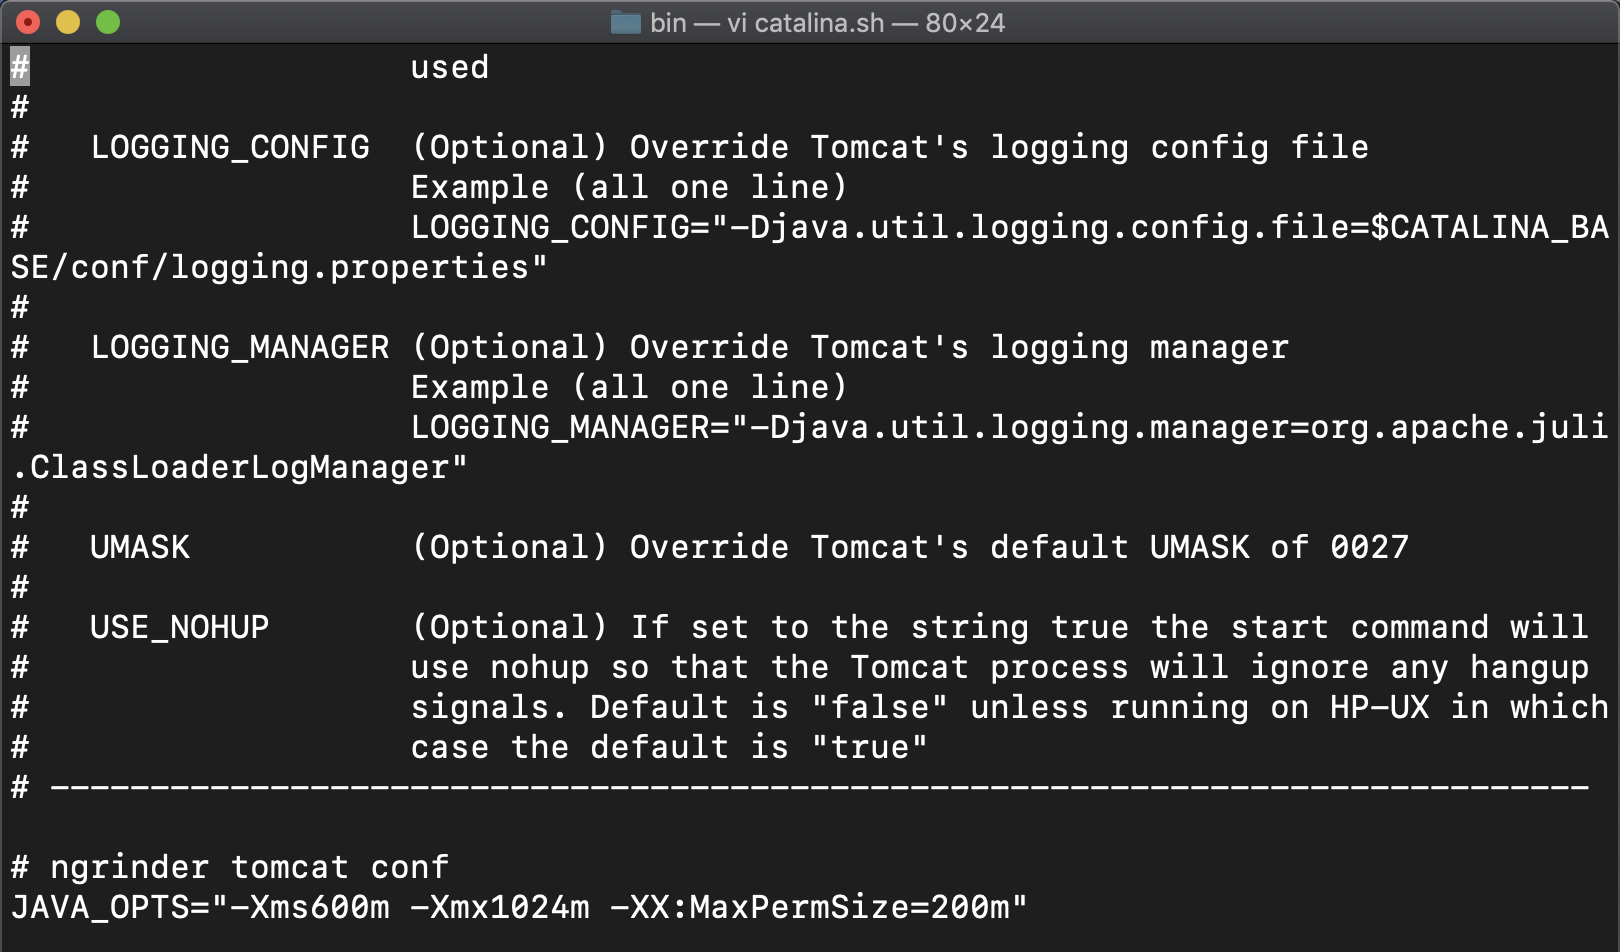 bin — vi catalina.sh — 80×24
#                   used
#
#   LOGGING_CONFIG  (Optional) Override Tomcat's logging config file
#                   Example (all one line)
#                   LOGGING_CONFIG="-Djava.util.logging.config.file=$CATALINA_BA
SE/conf/logging.properties"
#
#   LOGGING_MANAGER (Optional) Override Tomcat's logging manager
#                   Example (all one line)
#                   LOGGING_MANAGER="-Djava.util.logging.manager=org.apache.juli
.ClassLoaderLogManager"
#
#   UMASK           (Optional) Override Tomcat's default UMASK of 0027
#
#   USE_NOHUP       (Optional) If set to the string true the start command will
#                   use nohup so that the Tomcat process will ignore any hangup
#                   signals. Default is "false" unless running on HP-UX in which
#                   case the default is "true"
# -----------------------------------------------------------------------------

# ngrinder tomcat conf
JAVA_OPTS="-Xms600m -Xmx1024m -XX:MaxPermSize=200m"